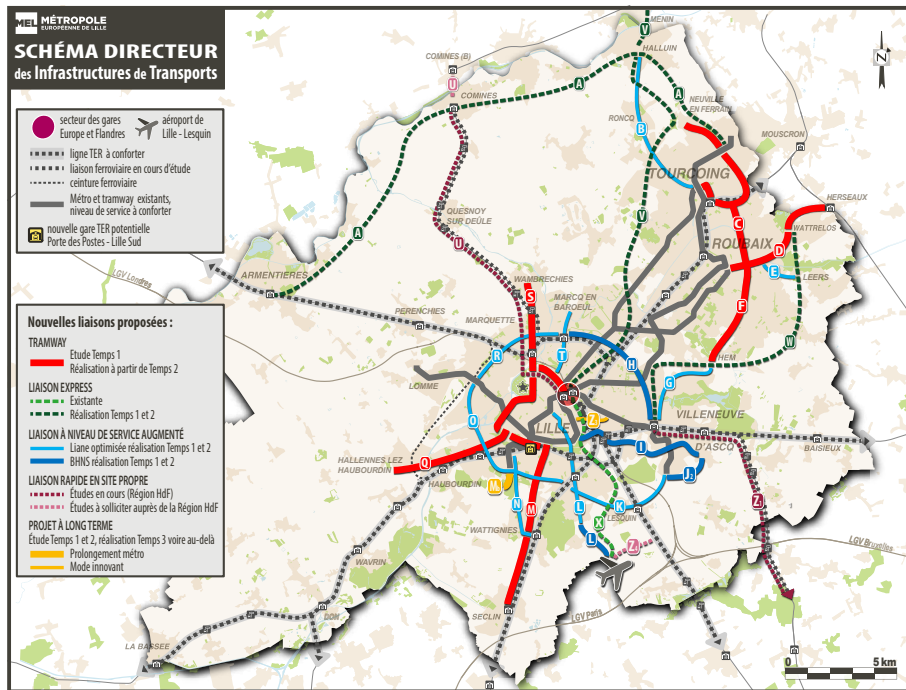 MEL MÉTROPOLE
EUROPÉENNE DE LILLE
SCHÉMA DIRECTEUR
des Infrastructures de Transports
secteur des gares
Europe et Flandres
aéroport de
Lille - Lesquin
ligne TER à conforter
liaison ferroviaire en cours d'étude
ceinture ferroviaire
Métro et tramway existants,
niveau de service à conforter
nouvelle gare TER potentielle
Porte des Postes - Lille Sud
Nouvelles liaisons proposées :
TRAMWAY
Etude Temps 1
Réalisation à partir de Temps 2
LIAISON EXPRESS
Existante
Réalisation Temps 1 et 2
LIAISON À NIVEAU DE SERVICE AUGMENTÉ
Liane optimisée réalisation Temps 1 et 2
BHNS réalisation Temps 1 et 2
LIAISON RAPIDE EN SITE PROPRE
Études en cours (Région HdF)
Études à solliciter auprès de la Région HdF
PROJET À LONG TERME
Étude Temps 1 et 2, réalisation Temps 3 voire au-delà
Prolongement métro
Mode innovant
MENIN
V
HALLUIN
COMINES (B)
U
COMINES
A
A
NEUVILLE
EN FERRAIN
RONCQ
B
MOUSCRON
TOURCOING
HERSEAUX
QUESNOY
SUR DEÛLE
V
C
WATTRELOS
A
U
ROUBAIX
D
E
LEERS
LGV Londres
ARMENTIERES
WAMBRECHIES
S
MARCQ EN
BAROEUL
F
PERENCHIES
MARQUETTE
W
R
T
H
HEM
G
LOMME
O
LILLE
Z
VILLENEUVE
D'ASCQ
I
BAISIEUX
HALLENNES LEZ
HAUBOURDIN
Q
HAUBOURDIN
M
N
M
L
K
J
LESQUIN
X
Z
WATTIGNIES
L
Z
LGV Bruxelles
WAVRIN
DON
SECLIN
LGV Paris
LA BASSEE
N
0
5 km